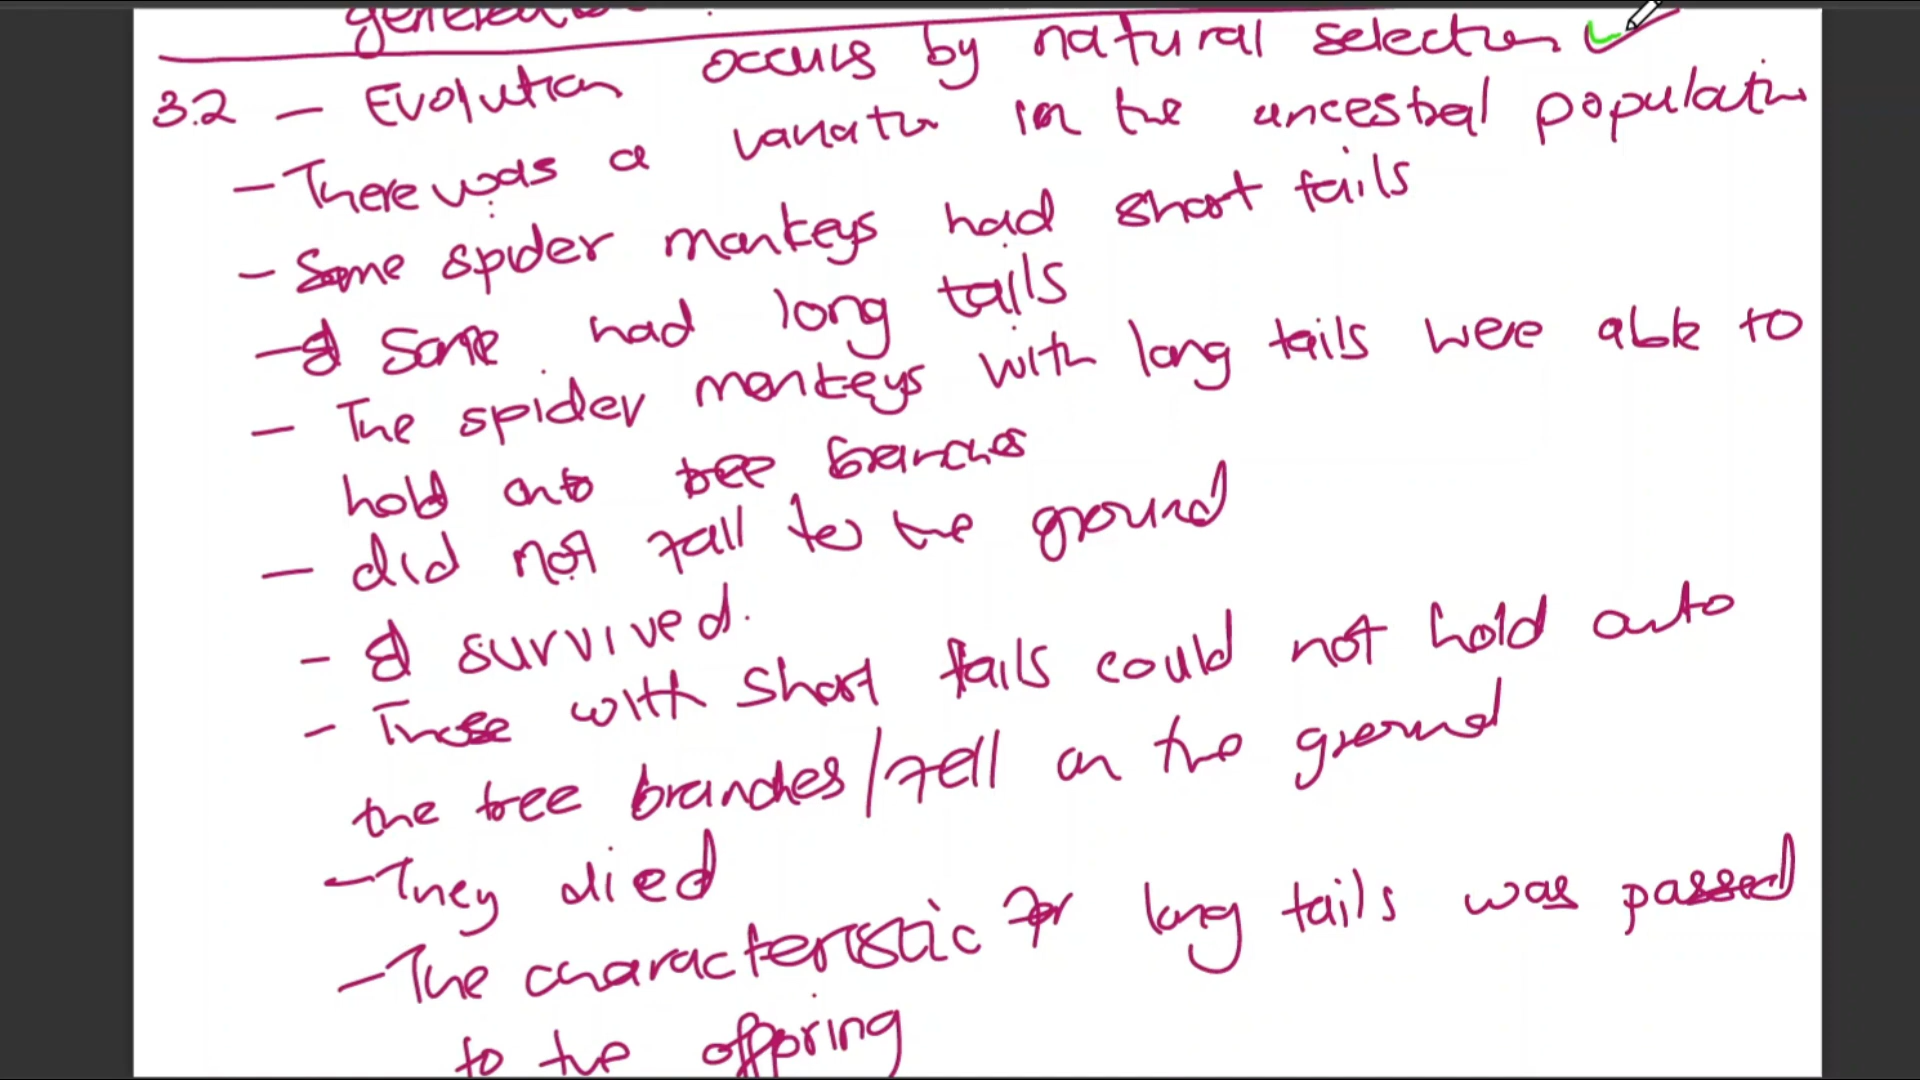 3.2 - Evolution occurs by natural selection
- There was a variation in the ancestral population
- Some spider monkeys had short tails
- & Some had long tails
- The spider monkeys with long tails were able to
hold onto tree branches
- did not fall to the ground
- & survived.
- Those with short tails could not hold onto
the tree branches/fell on the ground
- They died
- The characteristic for long tails was passed
to the offpring